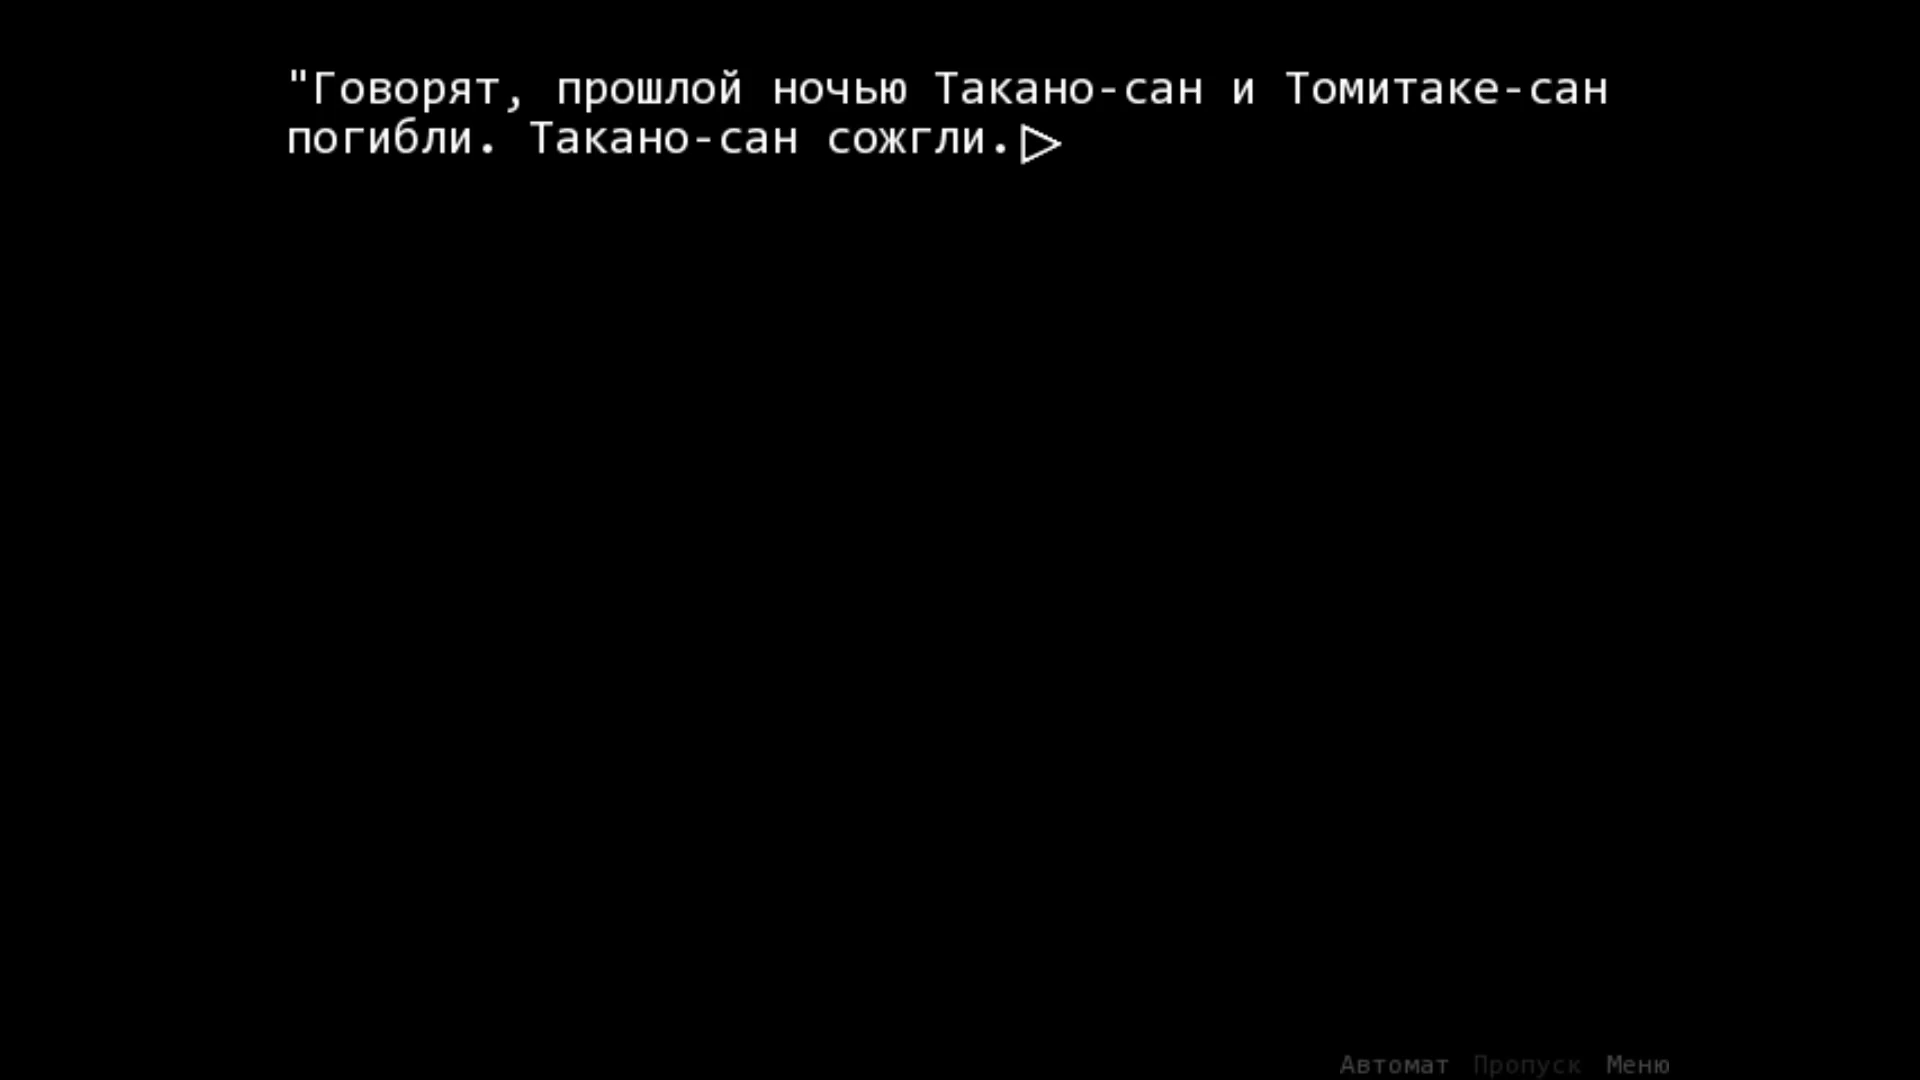 "Говорят, прошлой ночью Такано-сан и Томитаке-сан
погибли. Такано-сан сожгли.
Автомат Пропуск Меню